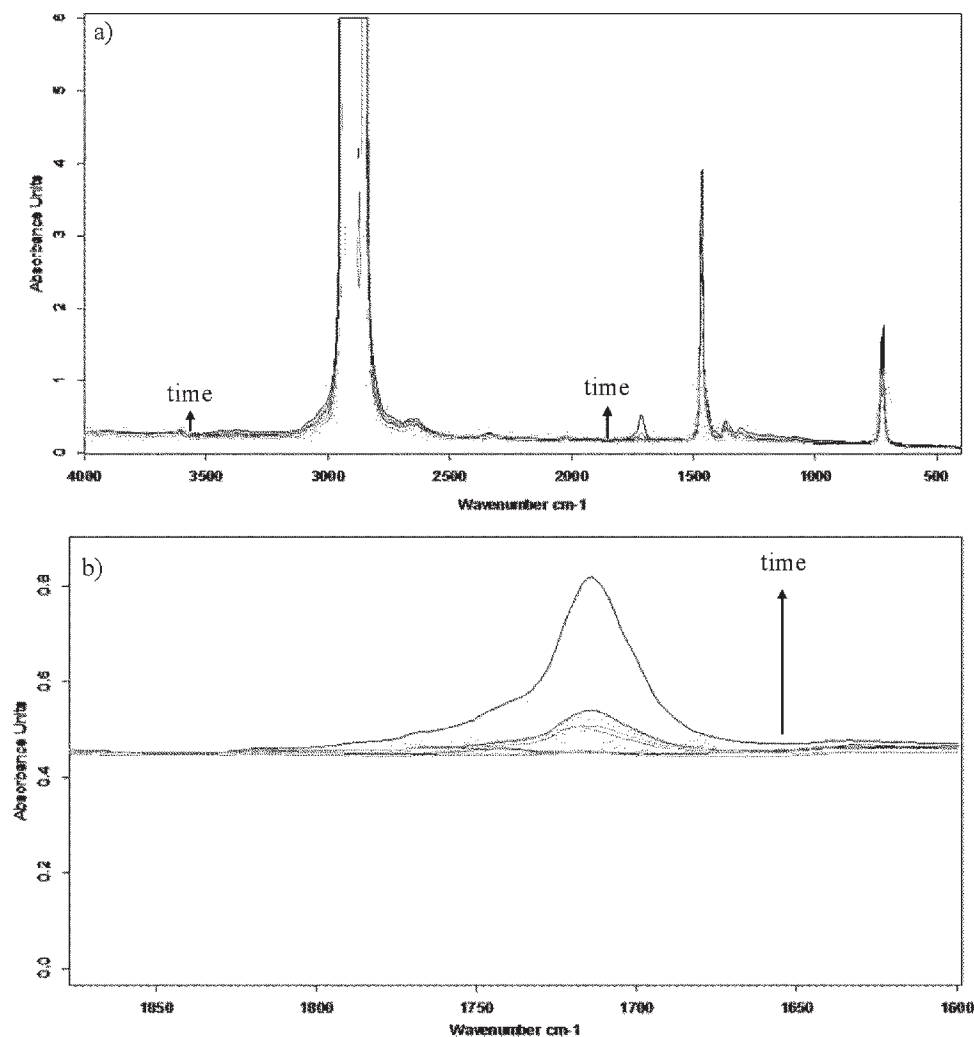 a)
6
5
4
3
2
1
0
Absorbance Units
time
time
4000 3500 3000 2500 2000 1500 1000 500
Wavenumber cm-1
b)
time
0.8
0.6
0.4
0.2
0.0
Absorbance Units
1850 1800 1750 1700 1650 1600
Wavenumber cm-1